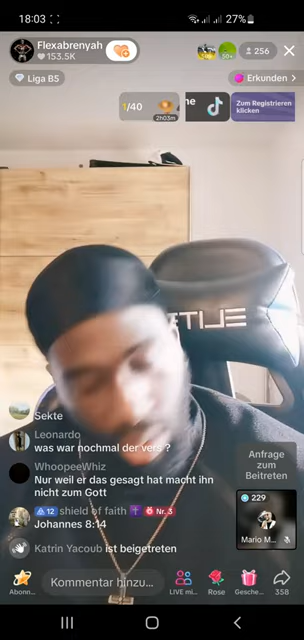 18:03 27%
Flexabrenyah
153.5K
50+
256
Liga B5
Erkunden >
1/40
2h03m
ne
TikTok
Zum Registrieren
klicken
Sekte
Leonardo
was war nochmal der vers ?
WhoopeeWhiz
Nur weil er das gesagt hat macht ihn
nicht zum Gott
12 shield of faith Nr. 3
Johannes 8:14
Katrin Yacoub ist beigetreten
Anfrage
zum
Beitreten
229
Mario M...
Kommentar hinzu...
Abonn...
LIVE mi...
Rose
Gesche...
358